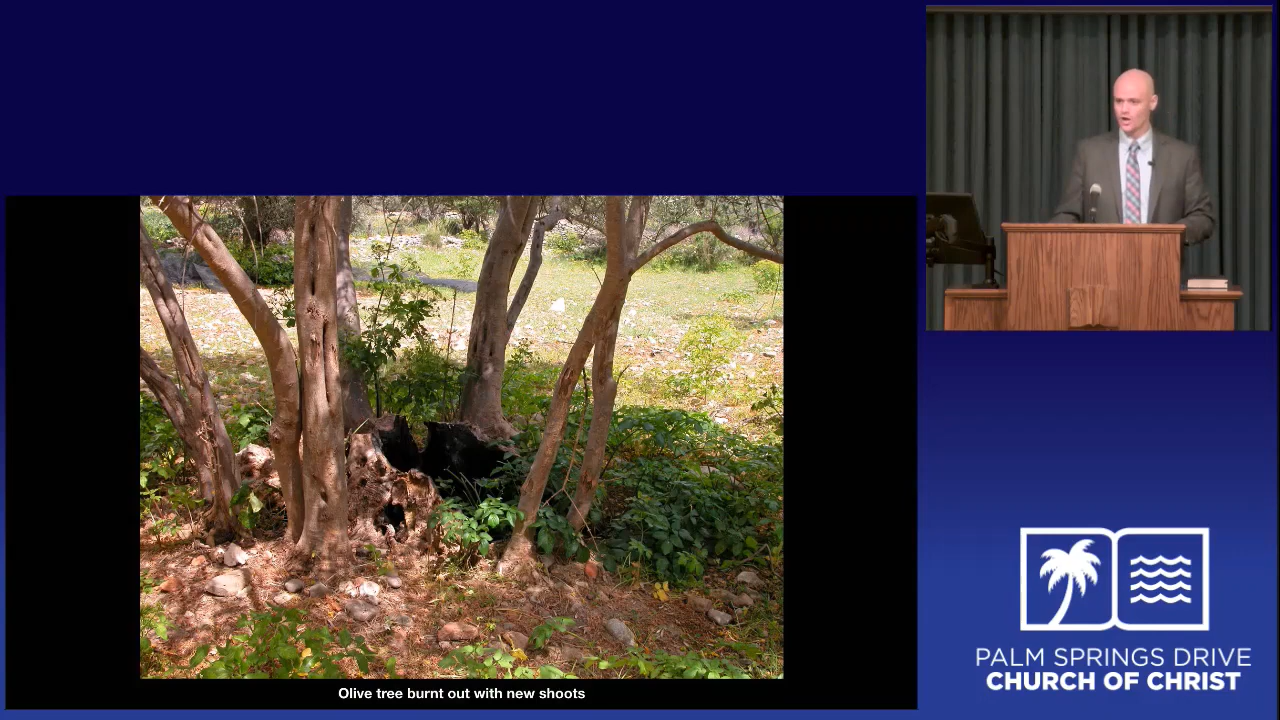 Olive tree burnt out with new shoots
PALM SPRINGS DRIVE
CHURCH OF CHRIST